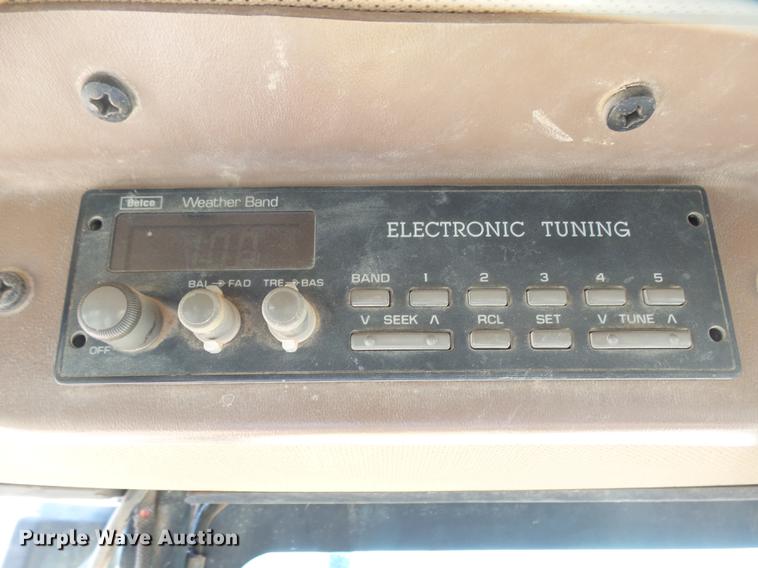 Delco Weather Band
ELECTRONIC TUNING
BAL FAD TRE BAS
BAND 1 2 3 4 5
V SEEK Λ RCL SET V TUNE Λ
OFF
Purple Wave Auction